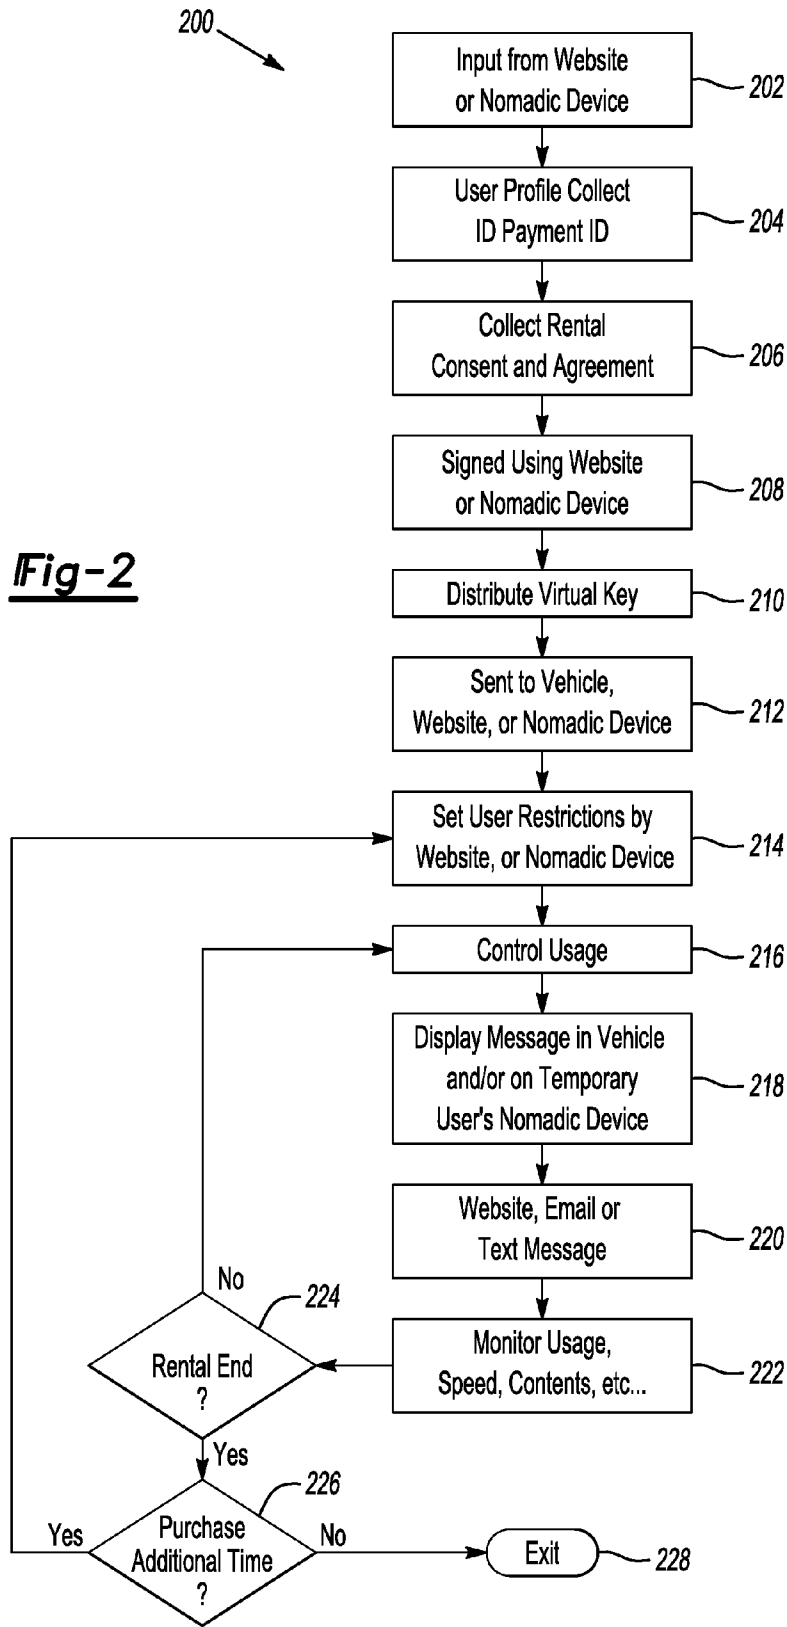 200
Input from Website
or Nomadic Device
202
User Profile Collect
ID Payment ID
204
Collect Rental
Consent and Agreement
206
Signed Using Website
or Nomadic Device
208
Fig-2
Distribute Virtual Key
210
Sent to Vehicle,
Website, or Nomadic Device
212
Set User Restrictions by
Website, or Nomadic Device
214
Control Usage
216
Display Message in Vehicle
and/or on Temporary
User's Nomadic Device
218
Website, Email or
Text Message
220
Monitor Usage,
Speed, Contents, etc...
222
No
224
Rental End
?
Yes
226
Yes
Purchase
Additional Time
?
No
Exit
228